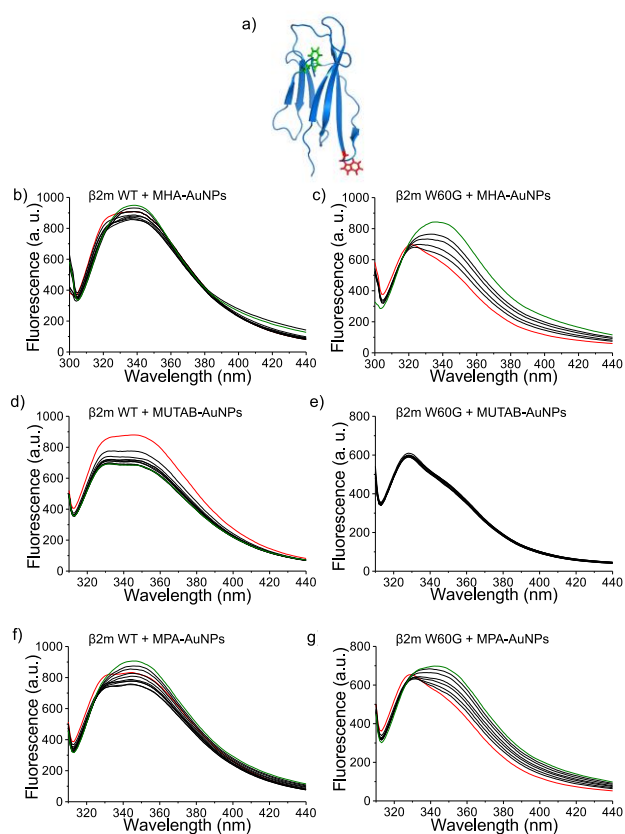 a)
b) β2m WT + MHA-AuNPs
Fluorescence (a. u.)
1000
800
600
400
200
0
300 320 340 360 380 400 420 440
Wavelength (nm)
c) β2m W60G + MHA-AuNPs
Fluorescence (a. u.)
1000
800
600
400
200
0
300 320 340 360 380 400 420 440
Wavelength (nm)
d) β2m WT + MUTAB-AuNPs
Fluorescence (a.u.)
1000
800
600
400
200
0
320 340 360 380 400 420 440
Wavelength (nm)
e) β2m W60G + MUTAB-AuNPs
Fluorescence (a.u.)
800
600
400
200
0
320 340 360 380 400 420 440
Wavelength (nm)
f) β2m WT + MPA-AuNPs
Fluorescence (a.u.)
1000
800
600
400
200
0
320 340 360 380 400 420 440
Wavelength (nm)
g β2m W60G + MPA-AuNPs
Fluorescence (a.u.)
800
600
400
200
0
320 340 360 380 400 420 440
Wavelength (nm)